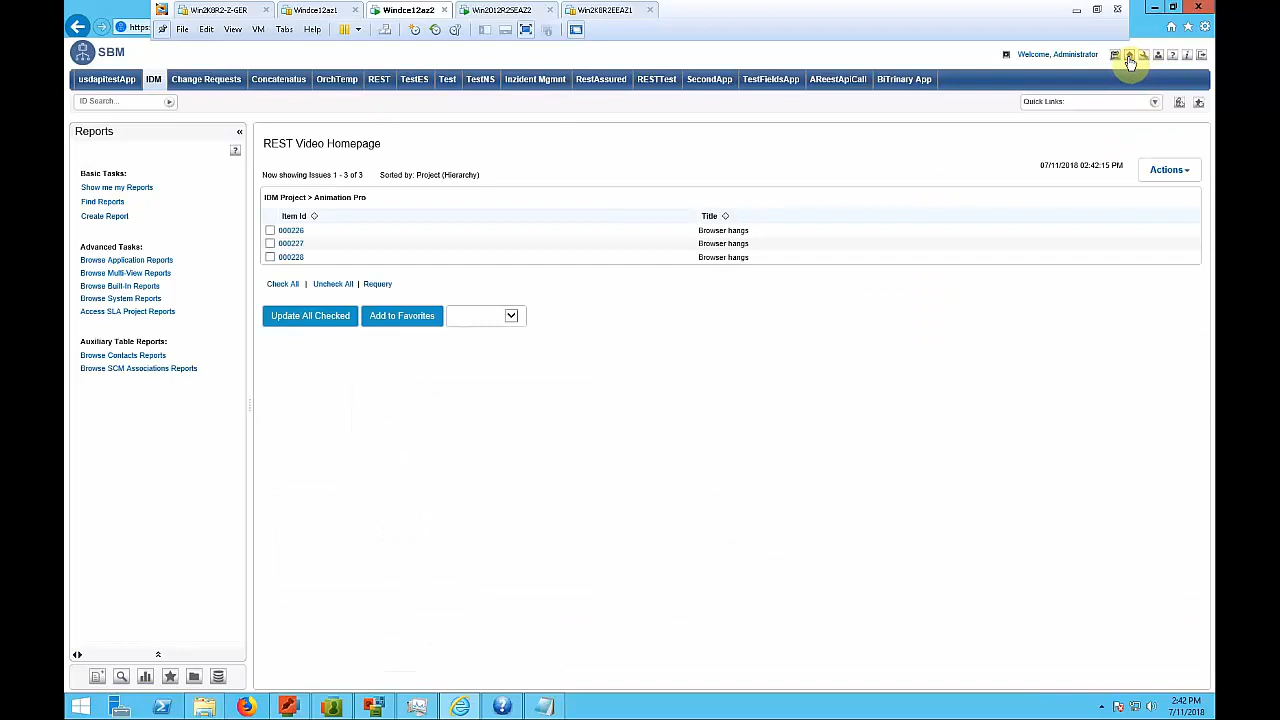 Win2K8R2-Z-GER
Windce12az1
Windce12az2
Win2012R2SEAZ2
Win2K8R2EEAZ1
https:
File Edit View VM Tabs Help
SBM
Welcome, Administrator
usdapitestApp IDM Change Requests Concatenatus OrchTemp REST TestES Test TestNS Incident Mgmnt RestAssured RESTTest SecondApp TestFieldsApp AReestApiCall BiTrinary App
ID Search...
Quick Links:
Reports
Basic Tasks:
Show me my Reports
Find Reports
Create Report
Advanced Tasks:
Browse Application Reports
Browse Multi-View Reports
Browse Built-In Reports
Browse System Reports
Access SLA Project Reports
Auxiliary Table Reports:
Browse Contacts Reports
Browse SCM Associations Reports
REST Video Homepage
07/11/2018 02:42:15 PM
Actions
Now showing Issues 1 - 3 of 3 Sorted by: Project (Hierarchy)
IDM Project > Animation Pro
Item Id Title
000226 Browser hangs
000227 Browser hangs
000228 Browser hangs
Check All | Uncheck All | Requery
Update All Checked Add to Favorites
2:42 PM
7/11/2018